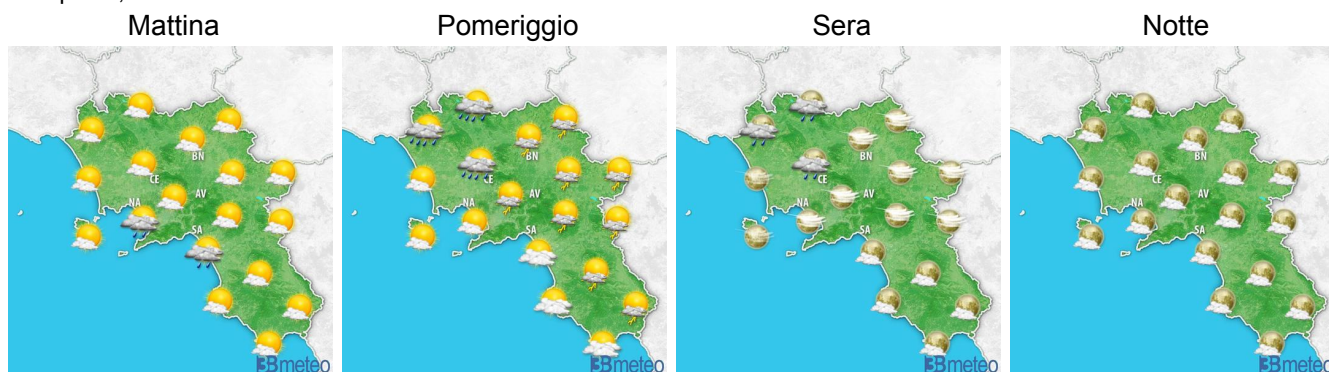 Mattina
Pomeriggio
Sera
Notte
BN
CE
AV
NA
SA
3Bmeteo
BN
CE
AV
NA
SA
3Bmeteo
BN
CE
AV
NA
SA
3Bmeteo
BN
CE
AV
NA
SA
3Bmeteo